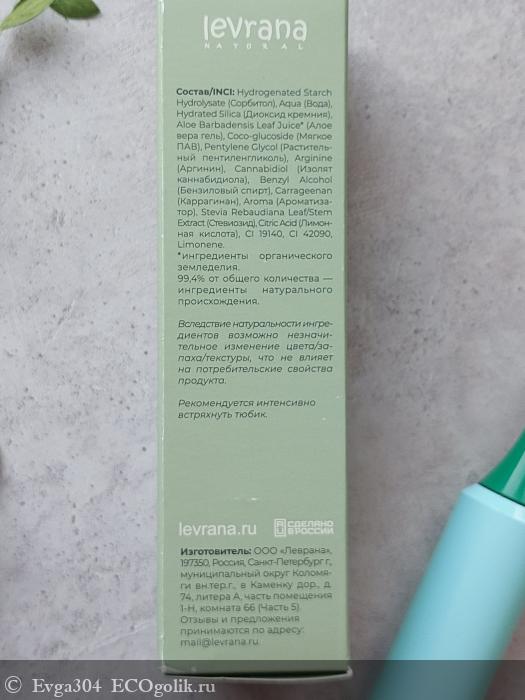 levrana
NATURAL
Состав/INCI: Hydrogenated Starch
Hydrolysate (Сорбитол), Aqua (Вода),
Hydrated Silica (Диоксид кремния),
Aloe Barbadensis Leaf Juice* (Алое
вера гель), Coco-glucoside (Мягкое
ПАВ), Pentylene Glycol (Раститель-
ный пентиленгликоль), Arginine
(Аргинин), Cannabidiol (Изолят
каннабидиола), Benzyl Alcohol
(Бензиловый спирт), Carrageenan
(Каррагинан), Aroma (Ароматиза-
тор), Stevia Rebaudiana Leaf/Stem
Extract (Стевиозид), Citric Acid (Лимон-
ная кислота), CI 19140, CI 42090,
Limonene.
*ингредиенты органического
земледелия.
99,4% от общего количества —
ингредиенты натурального
происхождения.
Вследствие натуральности ингре-
диентов возможно незначи-
тельное изменение цвета/за-
паха/текстуры, что не влияет
на потребительские свойства
продукта.
Рекомендуется интенсивно
встряхнуть тюбик.
levrana.ru
СДЕЛАНО
В РОССИИ
Изготовитель: ООО «Леврана»,
197350, Россия, Санкт-Петербург г,
муниципальный округ Коломя-
ги вн.тер.г., в Каменку дор., д.
74, литера А, часть помещения
1-Н, комната 66 (Часть 5).
Отзывы и предложения
принимаются по адресу:
mail@levrana.ru
© Evga304 ECOgolik.ru